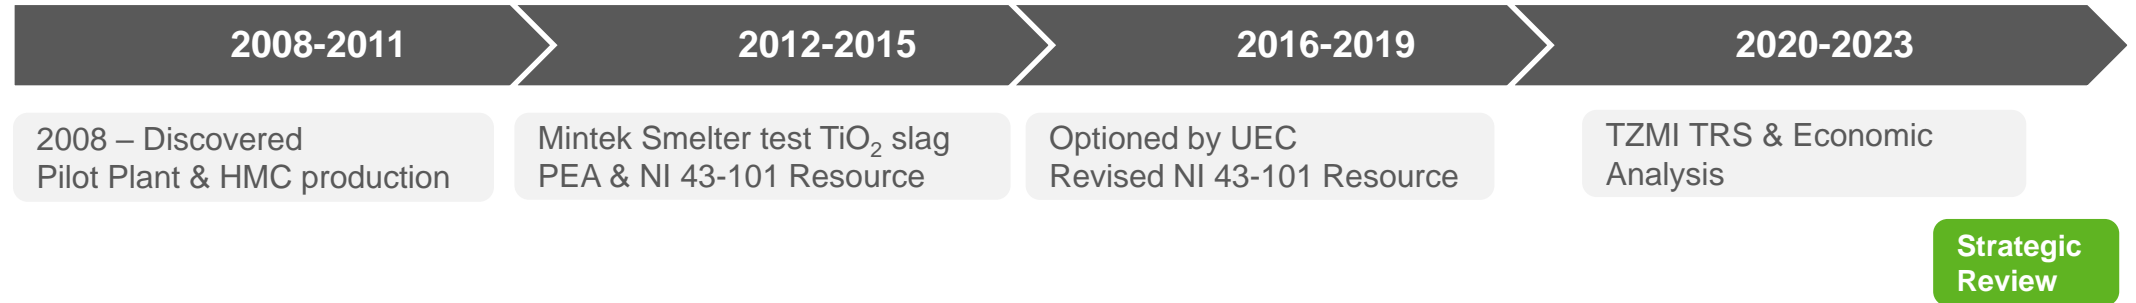 2008-2011
2012-2015
2016-2019
2020-2023
2008 – Discovered
Pilot Plant & HMC production
Mintek Smelter test TiO₂ slag
PEA & NI 43-101 Resource
Optioned by UEC
Revised NI 43-101 Resource
TZMI TRS & Economic
Analysis
Strategic
Review